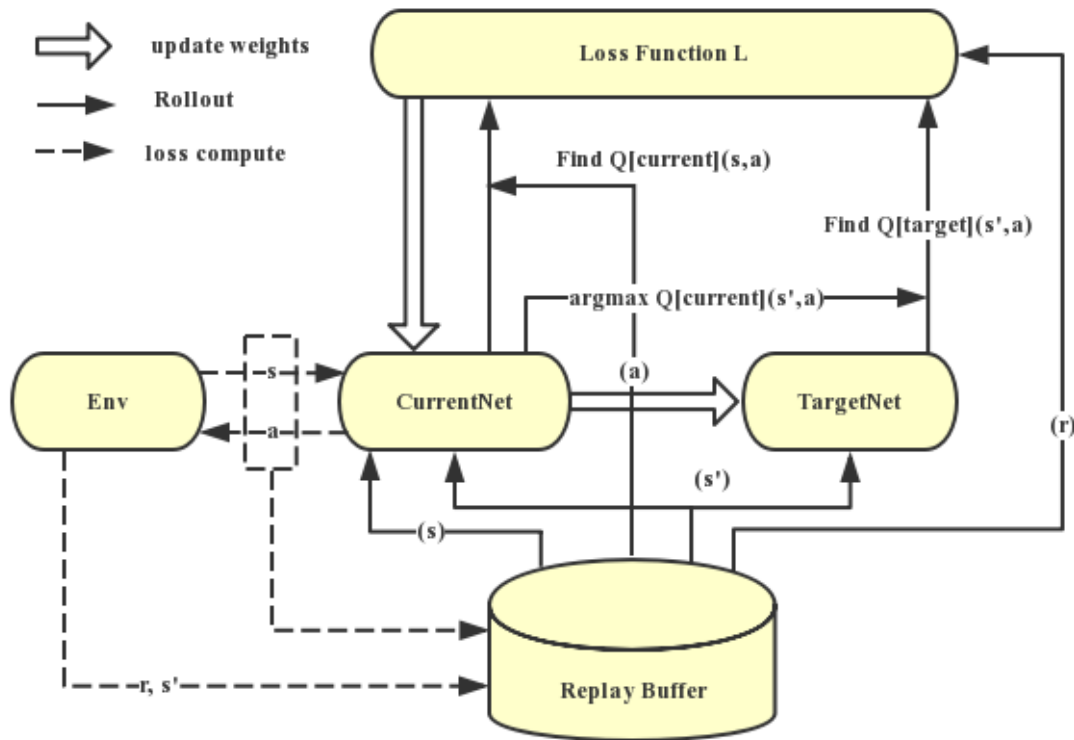 update weights
Loss Function L
Rollout
loss compute
Find Q[current](s,a)
Find Q[target](s',a)
argmax Q[current](s',a)
s
(a)
Env
CurrentNet
TargetNet
(r)
a
(s')
(s)
r, s'
Replay Buffer